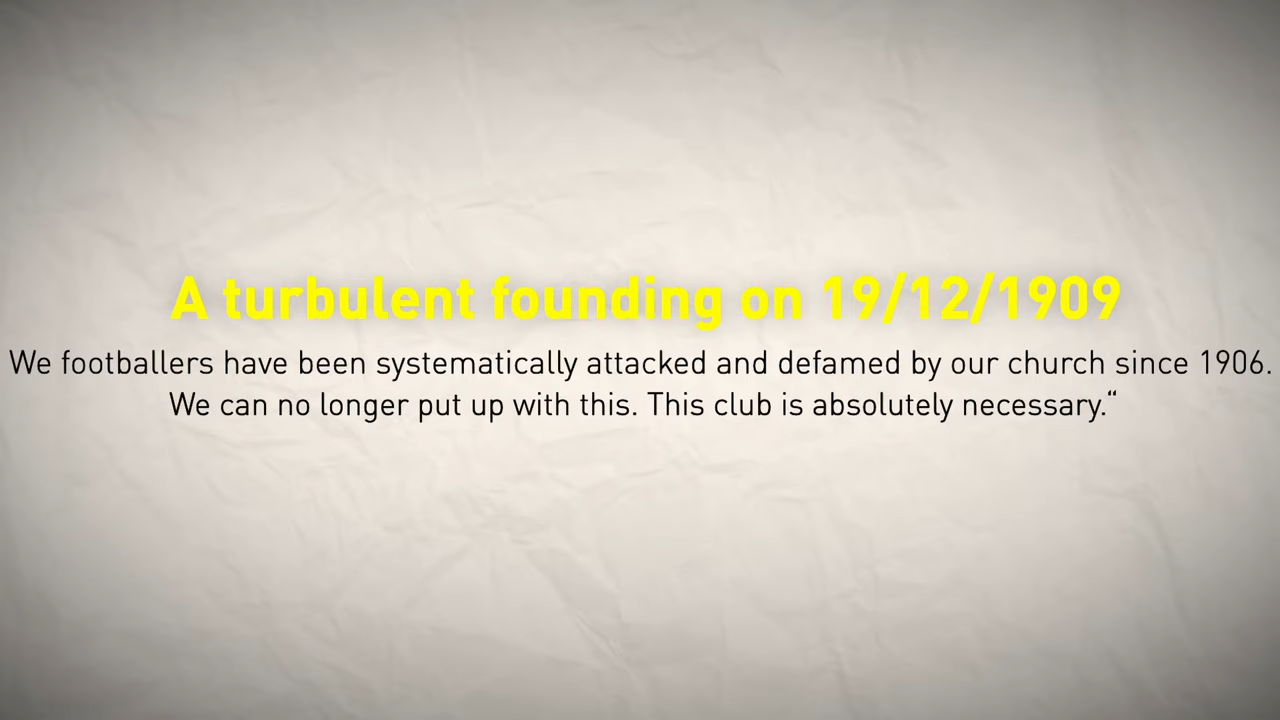 A turbulent founding on 19/12/1909
We footballers have been systematically attacked and defamed by our church since 1906.
We can no longer put up with this. This club is absolutely necessary.“